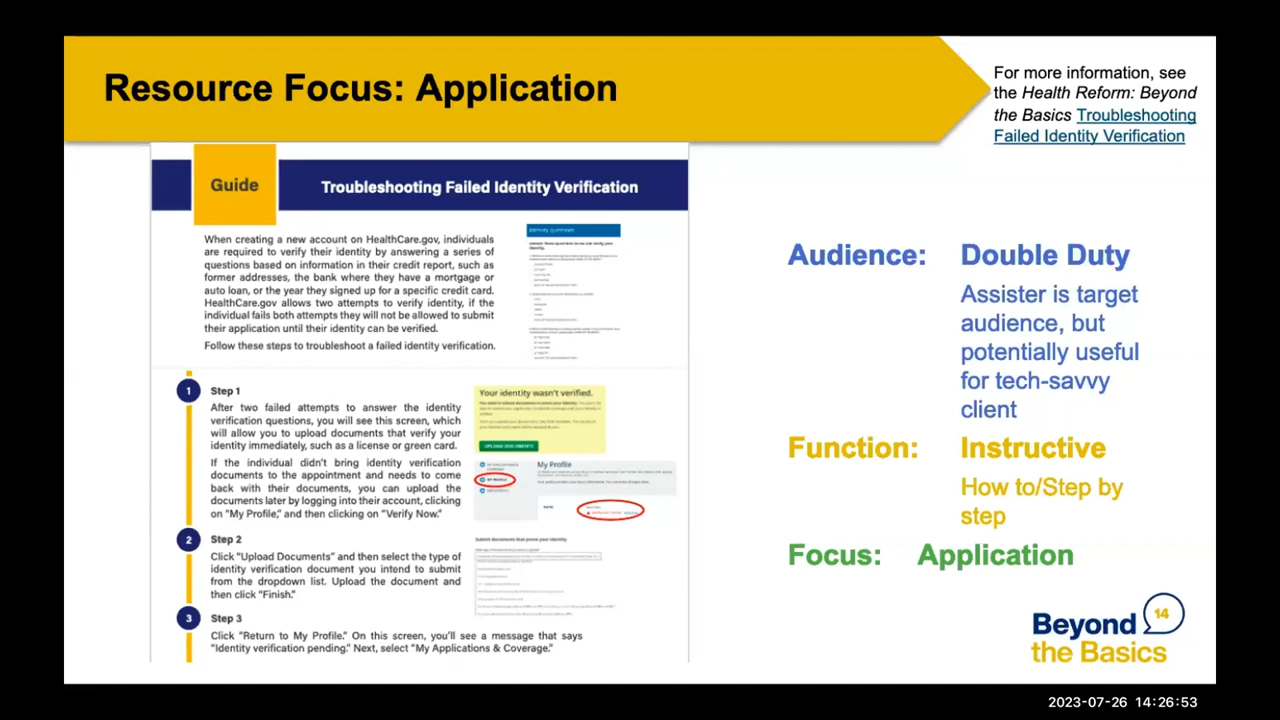 Resource Focus: Application
For more information, see
the Health Reform: Beyond
the Basics Troubleshooting
Failed Identity Verification
Guide
Troubleshooting Failed Identity Verification
When creating a new account on HealthCare.gov, individuals
are required to verify their identity by answering a series of
questions based on information in their credit report, such as
former addresses, the bank where they have a mortgage or
auto loan, or the year they signed up for a specific credit card.
HealthCare.gov allows two attempts to verify identity, if the
individual fails both attempts they will not be allowed to submit
their application until their identity can be verified.
Follow these steps to troubleshoot a failed identity verification.
1
Step 1
After two failed attempts to answer the identity
verification questions, you will see this screen, which
will allow you to upload documents that verify your
identity immediately, such as a license or green card.
If the individual didn't bring identity verification
documents to the appointment and needs to come
back with their documents, you can upload the
documents later by logging into their account, clicking
on "My Profile," and then clicking on "Verify Now."
Your identity wasn't verified.
UPLOAD DOCUMENTS
My Profile
MY PROFILE
2
Step 2
Click "Upload Documents" and then select the type of
identity verification document you intend to submit
from the dropdown list. Upload the document and
then click "Finish."
Submit documents that prove your identity
3
Step 3
Click "Return to My Profile." On this screen, you'll see a message that says
"Identity verification pending." Next, select "My Applications & Coverage."
Audience: Double Duty
Assister is target
audience, but
potentially useful
for tech-savvy
client
Function: Instructive
How to/Step by
step
Focus: Application
14
Beyond
the Basics
2023-07-26 14:26:53